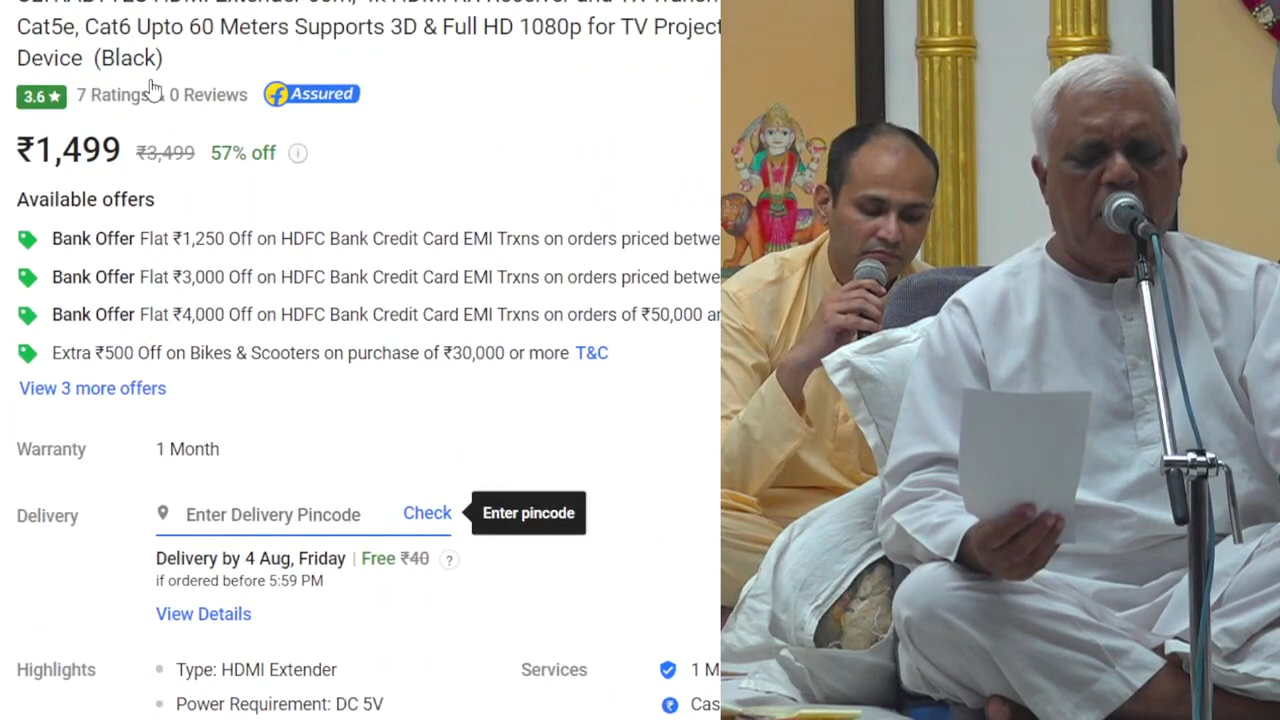 Cat5e, Cat6 Upto 60 Meters Supports 3D & Full HD 1080p for TV Project
Device (Black)
3.6★ 7 Ratings & 0 Reviews Assured
₹1,499 ₹3,499 57% off
Available offers
Bank Offer Flat ₹1,250 Off on HDFC Bank Credit Card EMI Trxns on orders priced betwe
Bank Offer Flat ₹3,000 Off on HDFC Bank Credit Card EMI Trxns on orders priced betwe
Bank Offer Flat ₹4,000 Off on HDFC Bank Credit Card EMI Trxns on orders of ₹50,000 an
Extra ₹500 Off on Bikes & Scooters on purchase of ₹30,000 or more T&C
View 3 more offers
Warranty 1 Month
Delivery Enter Delivery Pincode Check Enter pincode
Delivery by 4 Aug, Friday | Free ₹40 ?
if ordered before 5:59 PM
View Details
Highlights Type: HDMI Extender Services 1 M
Power Requirement: DC 5V Cas